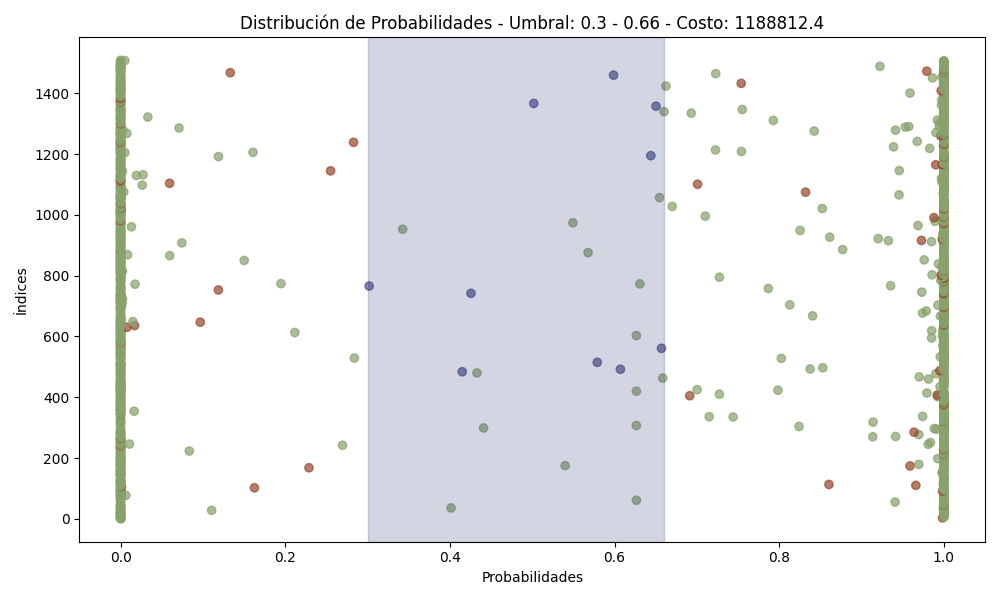 Distribución de Probabilidades - Umbral: 0.3 - 0.66 - Costo: 1188812.4
Índices
1400
1200
1000
800
600
400
200
0
0.0 0.2 0.4 0.6 0.8 1.0
Probabilidades